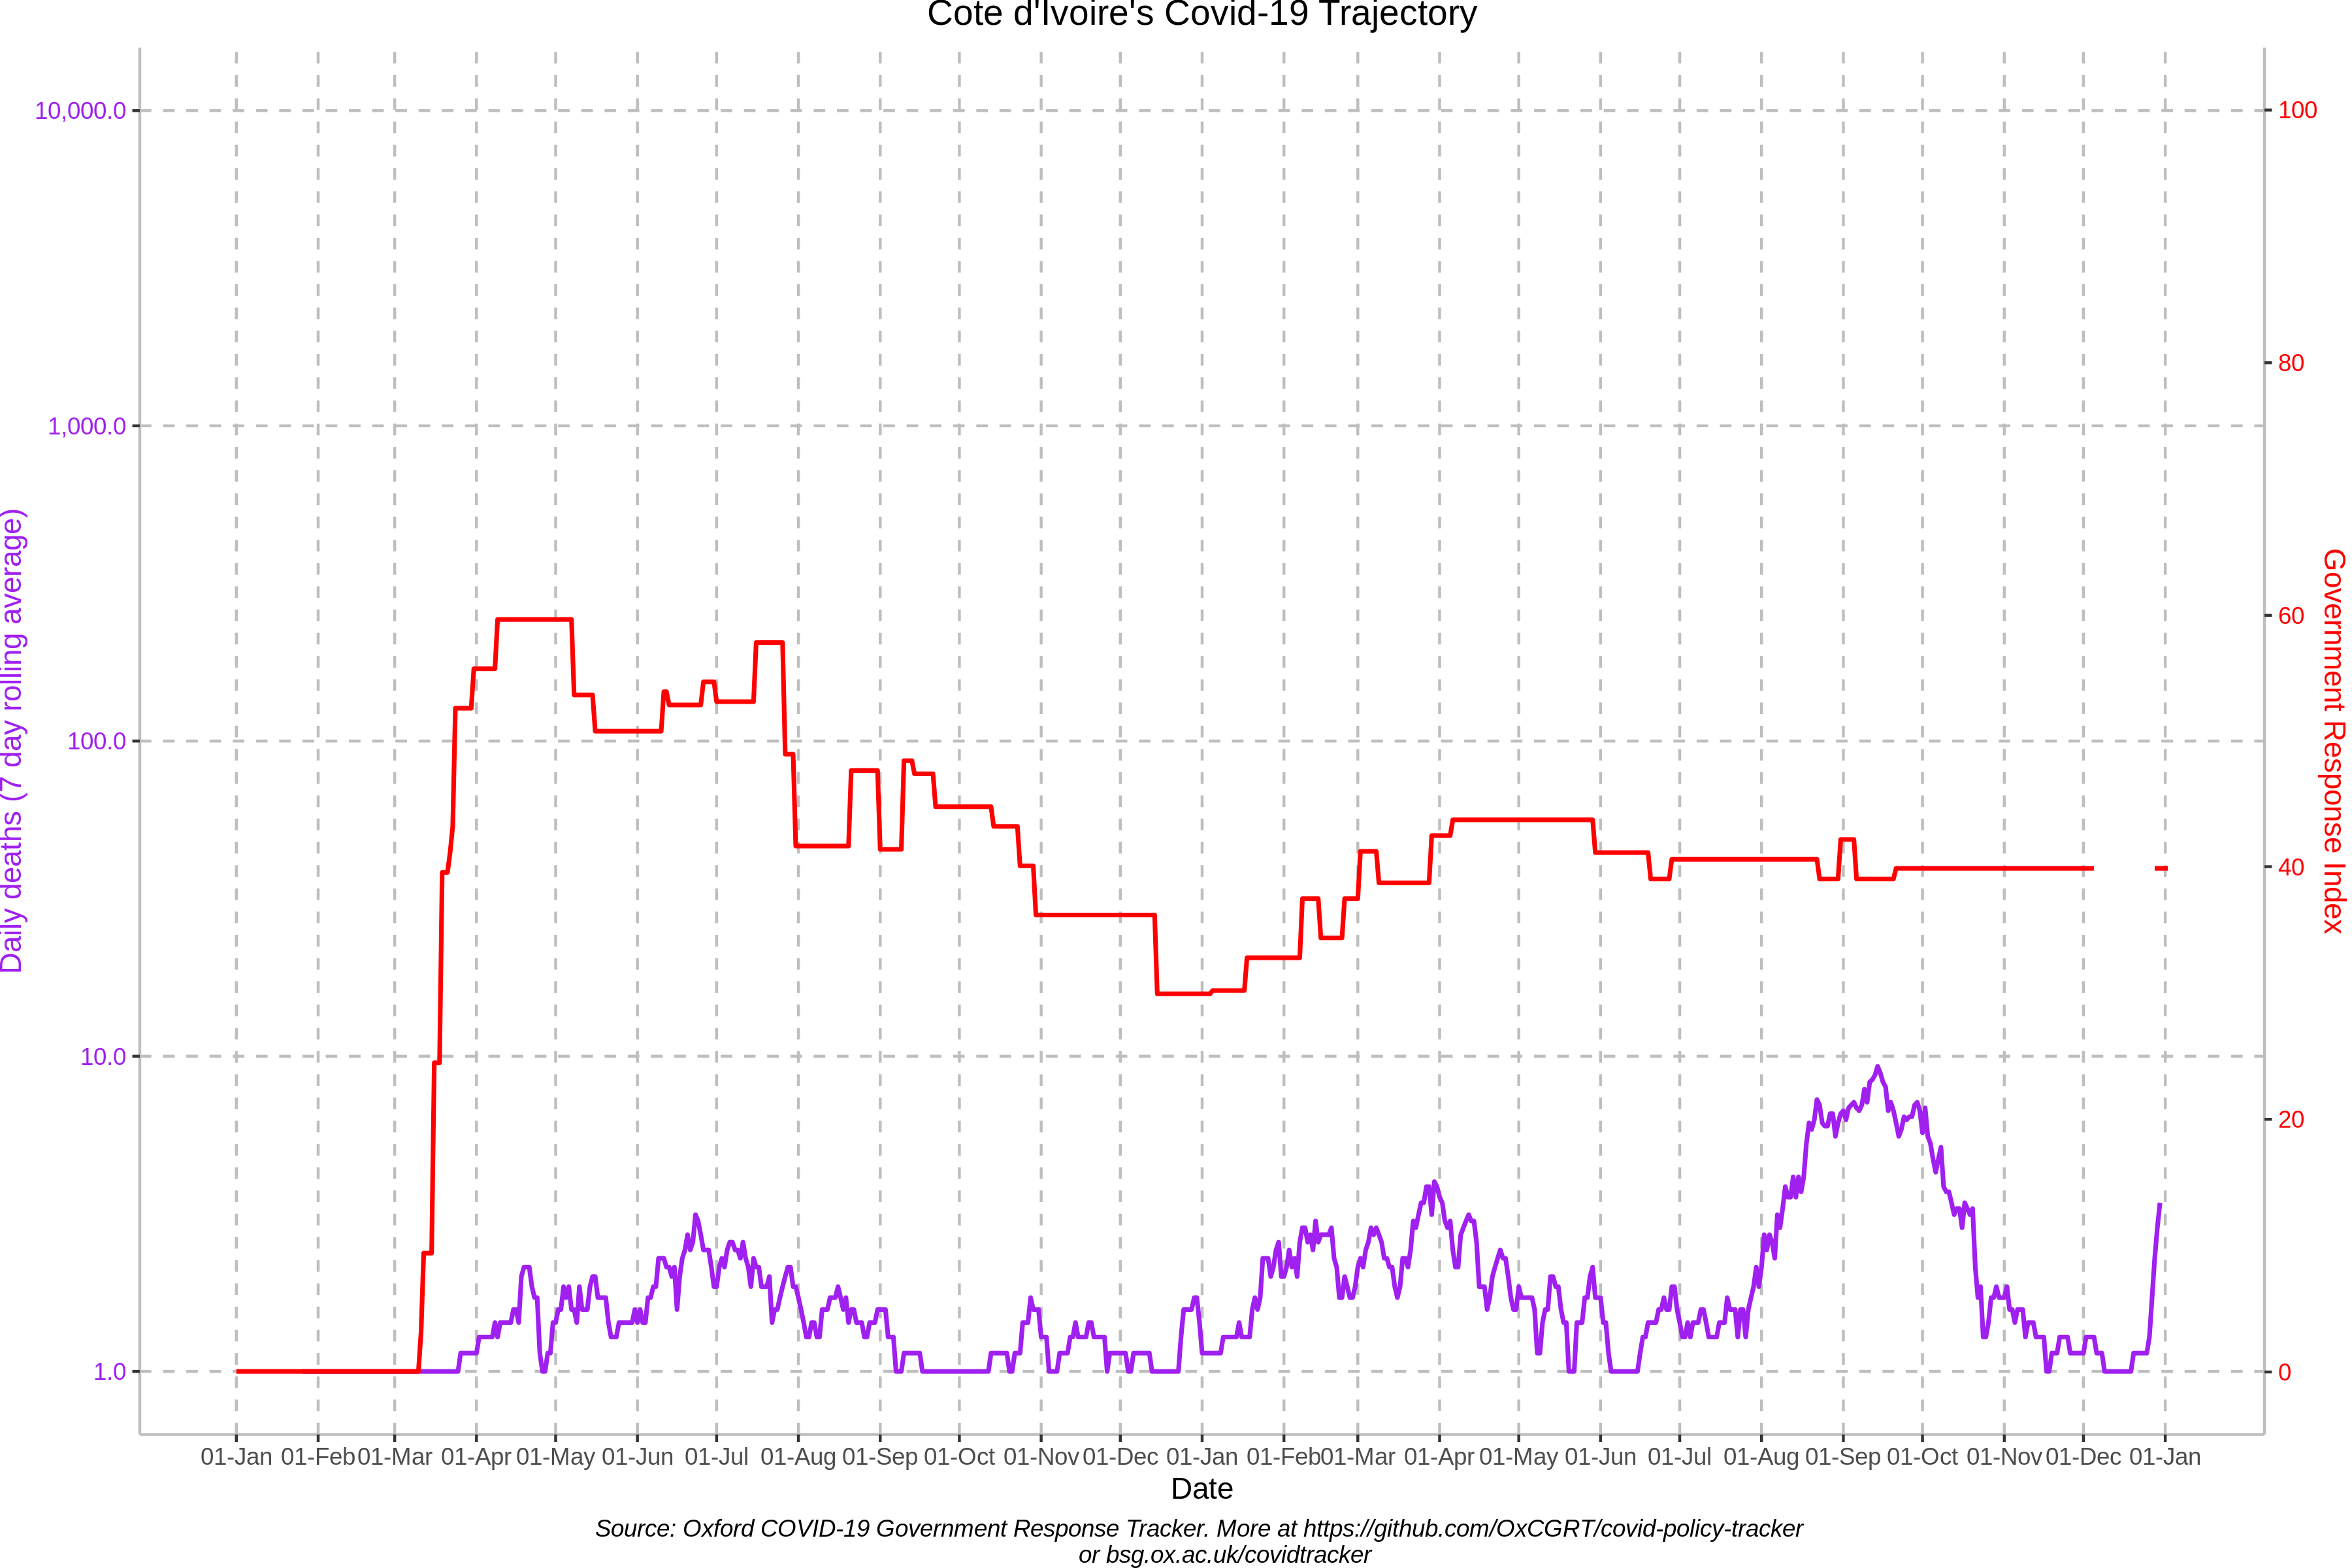 Cote d'Ivoire's Covid-19 Trajectory
10,000.0
1,000.0
100.0
10.0
1.0
Daily deaths (7 day rolling average)
100
80
60
40
20
0
Government Response Index
01-Jan 01-Feb 01-Mar 01-Apr 01-May 01-Jun 01-Jul 01-Aug 01-Sep 01-Oct 01-Nov 01-Dec 01-Jan 01-Feb 01-Mar 01-Apr 01-May 01-Jun 01-Jul 01-Aug 01-Sep 01-Oct 01-Nov 01-Dec 01-Jan
Date
Source: Oxford COVID-19 Government Response Tracker. More at https://github.com/OxCGRT/covid-policy-tracker
or bsg.ox.ac.uk/covidtracker